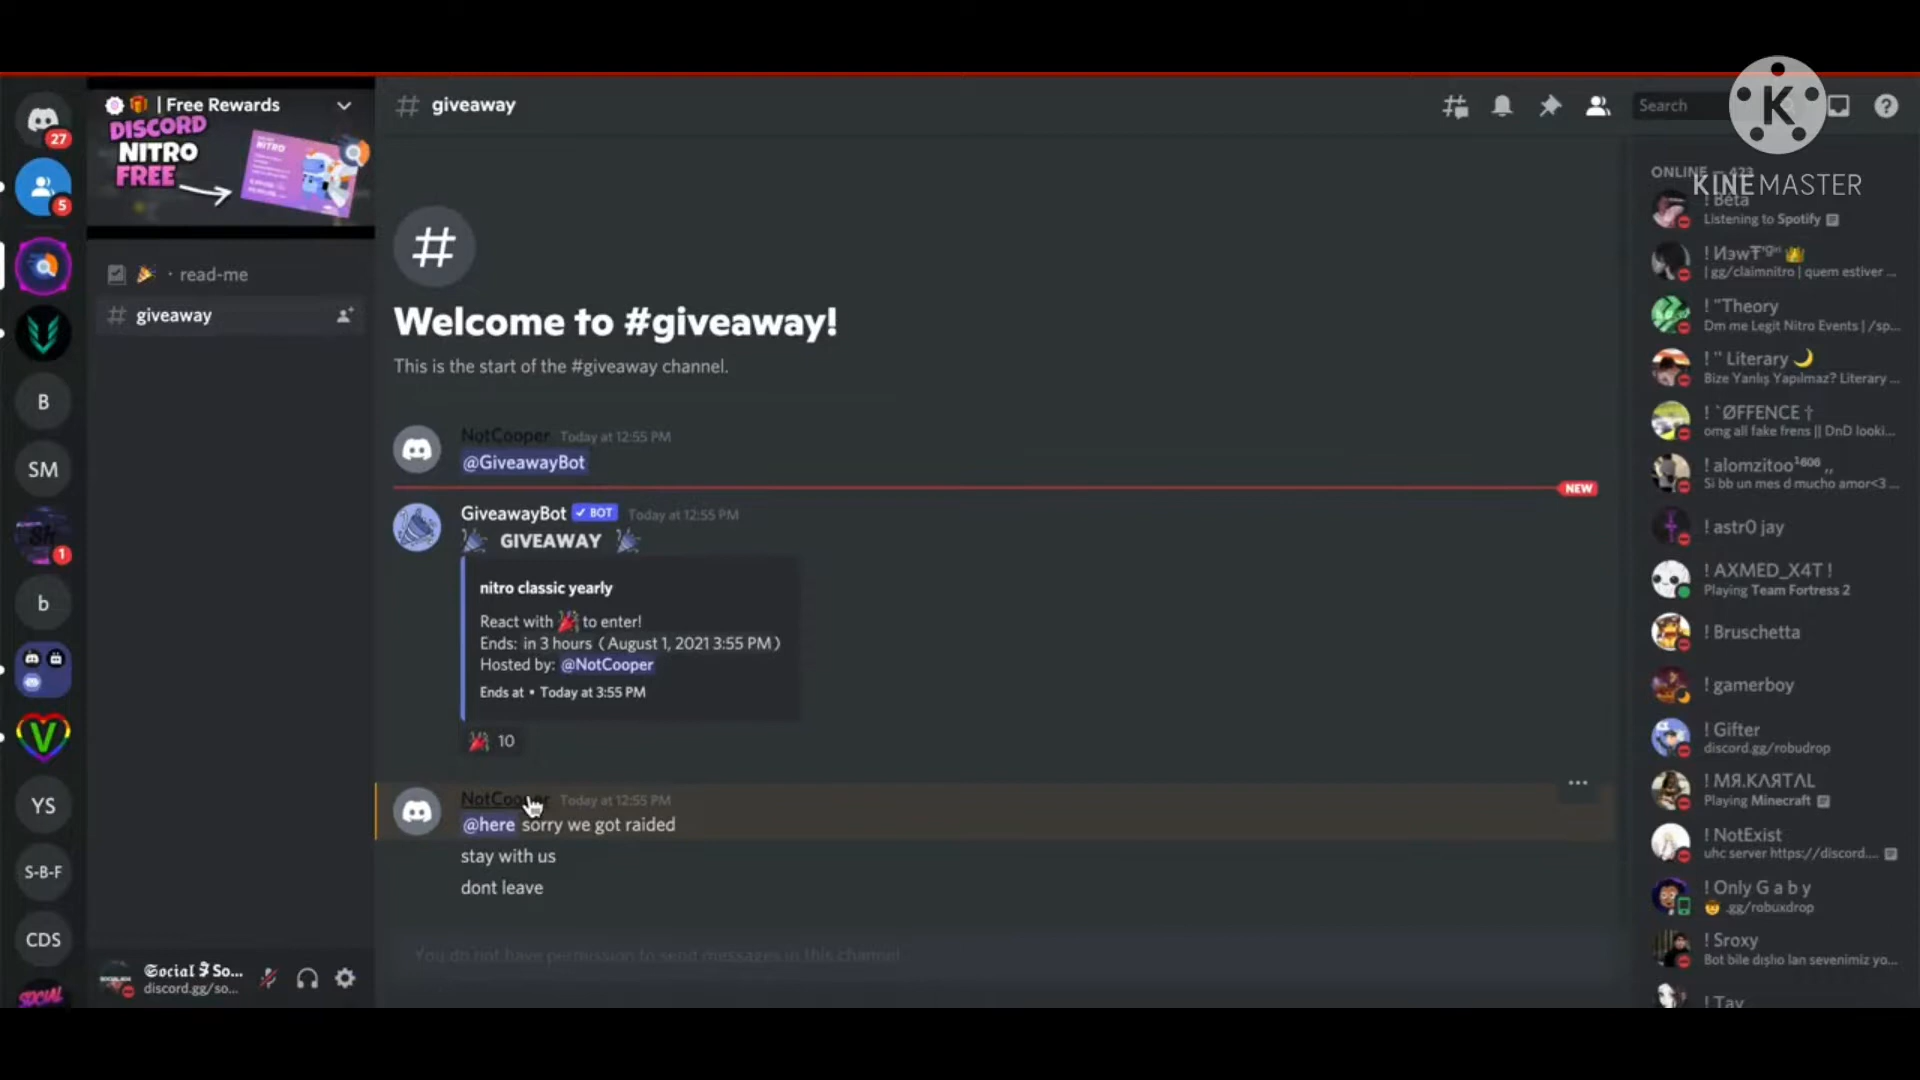 27
5
B
SM
1
b
YS
S-B-F
CDS
SOCIAL
| Free Rewards
DISCORD
NITRO
FREE
NITRO
· read-me
giveaway
discord.gg/so...
giveaway
Search
K
KINEMASTER
Welcome to #giveaway!
This is the start of the #giveaway channel.
NotCooper Today at 12:55 PM
@GiveawayBot
NEW
GiveawayBot ✓ BOT Today at 12:55 PM
GIVEAWAY
nitro classic yearly
React with to enter!
Ends: in 3 hours (August 1, 2021 3:55 PM)
Hosted by: @NotCooper
Ends at • Today at 3:55 PM
10
NotCooper Today at 12:55 PM
@here sorry we got raided
stay with us
dont leave
You do not have permission to send messages in this channel.
ONLINE — 423
! Beta
Listening to Spotify
| gg/claimnitro | quem estiver ...
! "Theory
Dm me Legit Nitro Events | /sp...
! " Literary 🌙
Bize Yanlış Yapılmaz? Literary ...
! `ØFFENCE †
omg all fake frens || DnD looki...
! alomzitoo¹⁶⁰⁶ ,,
Si bb un mes d mucho amor<3 ...
! astr0 jay
! AXMED_X4T !
Playing Team Fortress 2
! Bruschetta
! gamerboy
! Gifter
discord.gg/robudrop
! MЯ.KΛЯTΛL
Playing Minecraft
! NotExist
uhc server https://discord....
! Only G a b y
.gg/robuxdrop
! Sroxy
Bot bile dışlıo lan sevenimiz yo...
! Tay